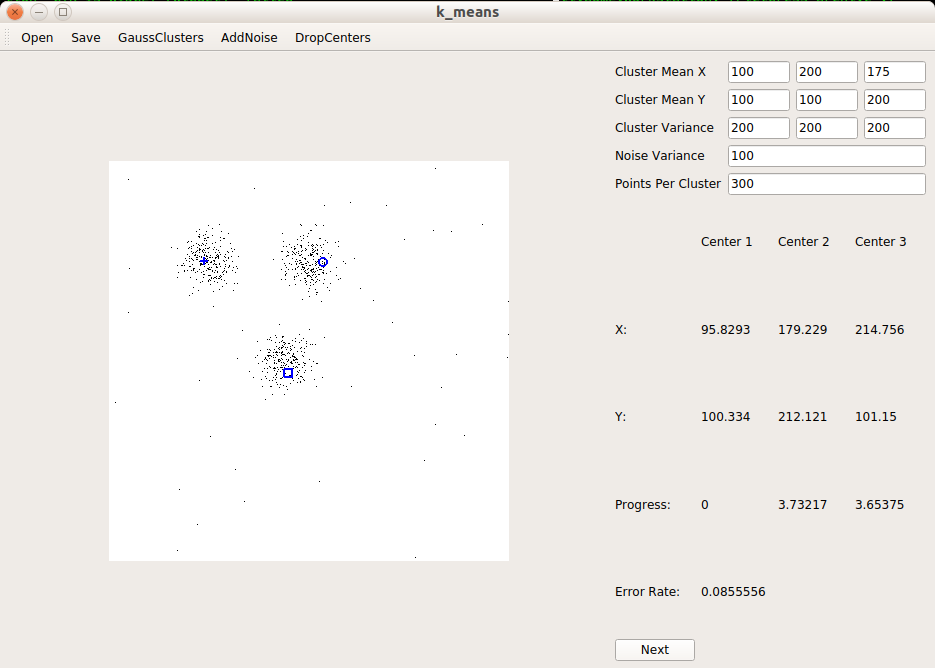 k_means
Open Save GaussClusters AddNoise DropCenters
Cluster Mean X 100 200 175
Cluster Mean Y 100 100 200
Cluster Variance 200 200 200
Noise Variance 100
Points Per Cluster 300
Center 1 Center 2 Center 3
X: 95.8293 179.229 214.756
Y: 100.334 212.121 101.15
Progress: 0 3.73217 3.65375
Error Rate: 0.0855556
Next